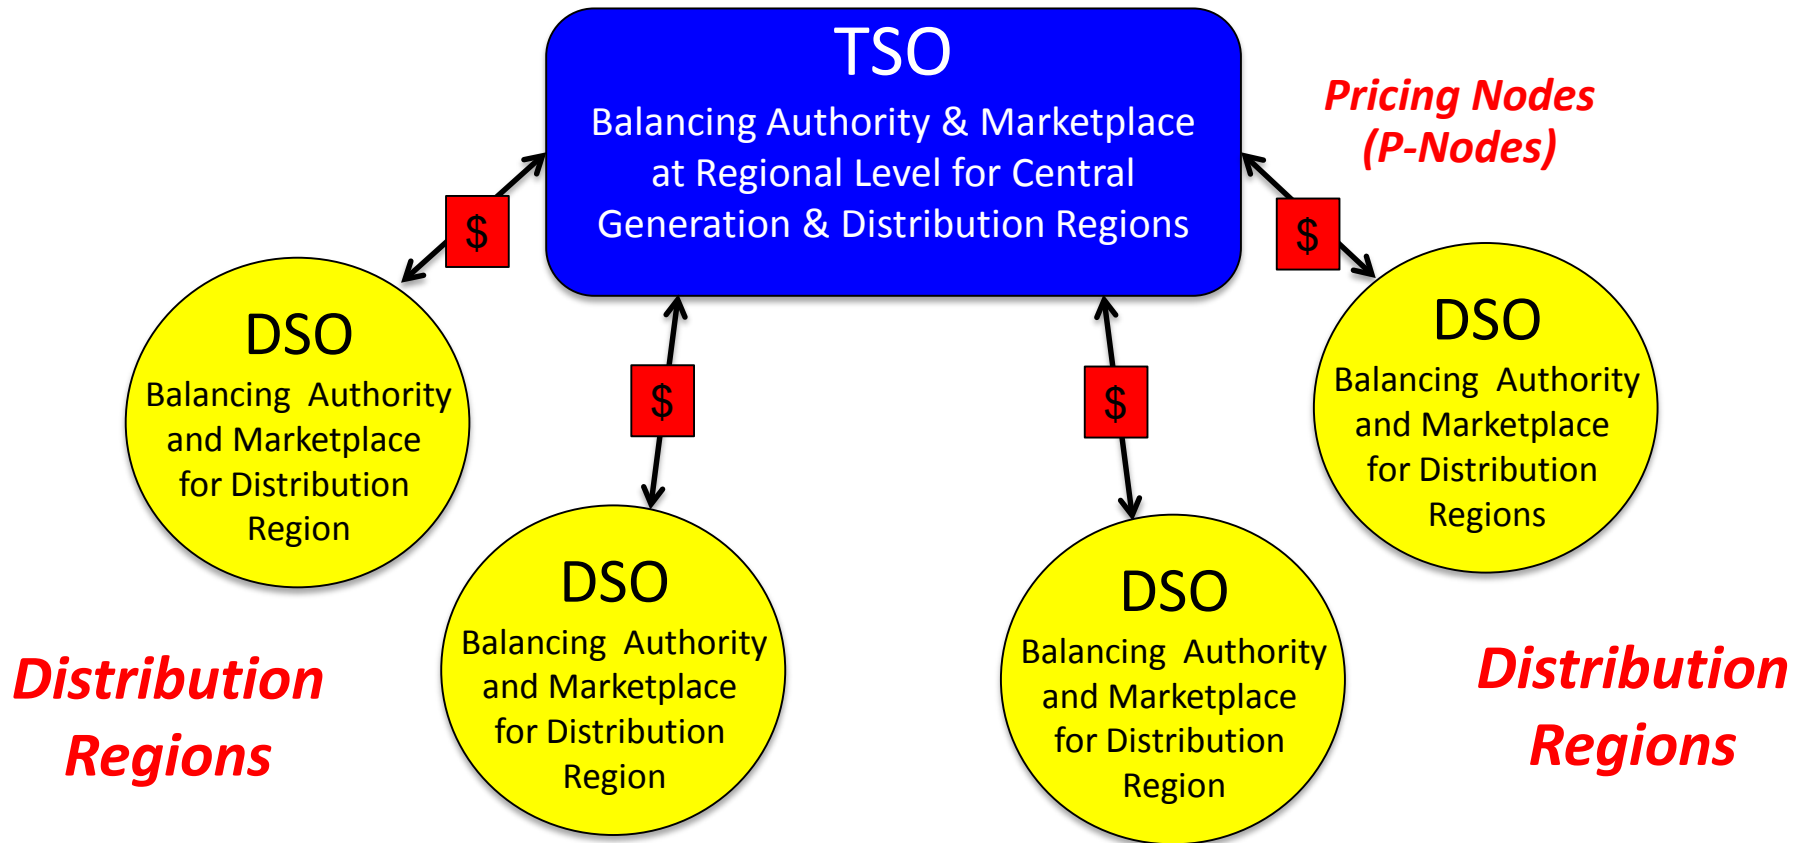 TSO
Balancing Authority & Marketplace
at Regional Level for Central
Generation & Distribution Regions
Pricing Nodes
(P-Nodes)
$
$
$
$
DSO
Balancing Authority
and Marketplace
for Distribution
Region
DSO
Balancing Authority
and Marketplace
for Distribution
Region
DSO
Balancing Authority
and Marketplace
for Distribution
Region
DSO
Balancing Authority
and Marketplace
for Distribution
Regions
Distribution
Regions
Distribution
Regions